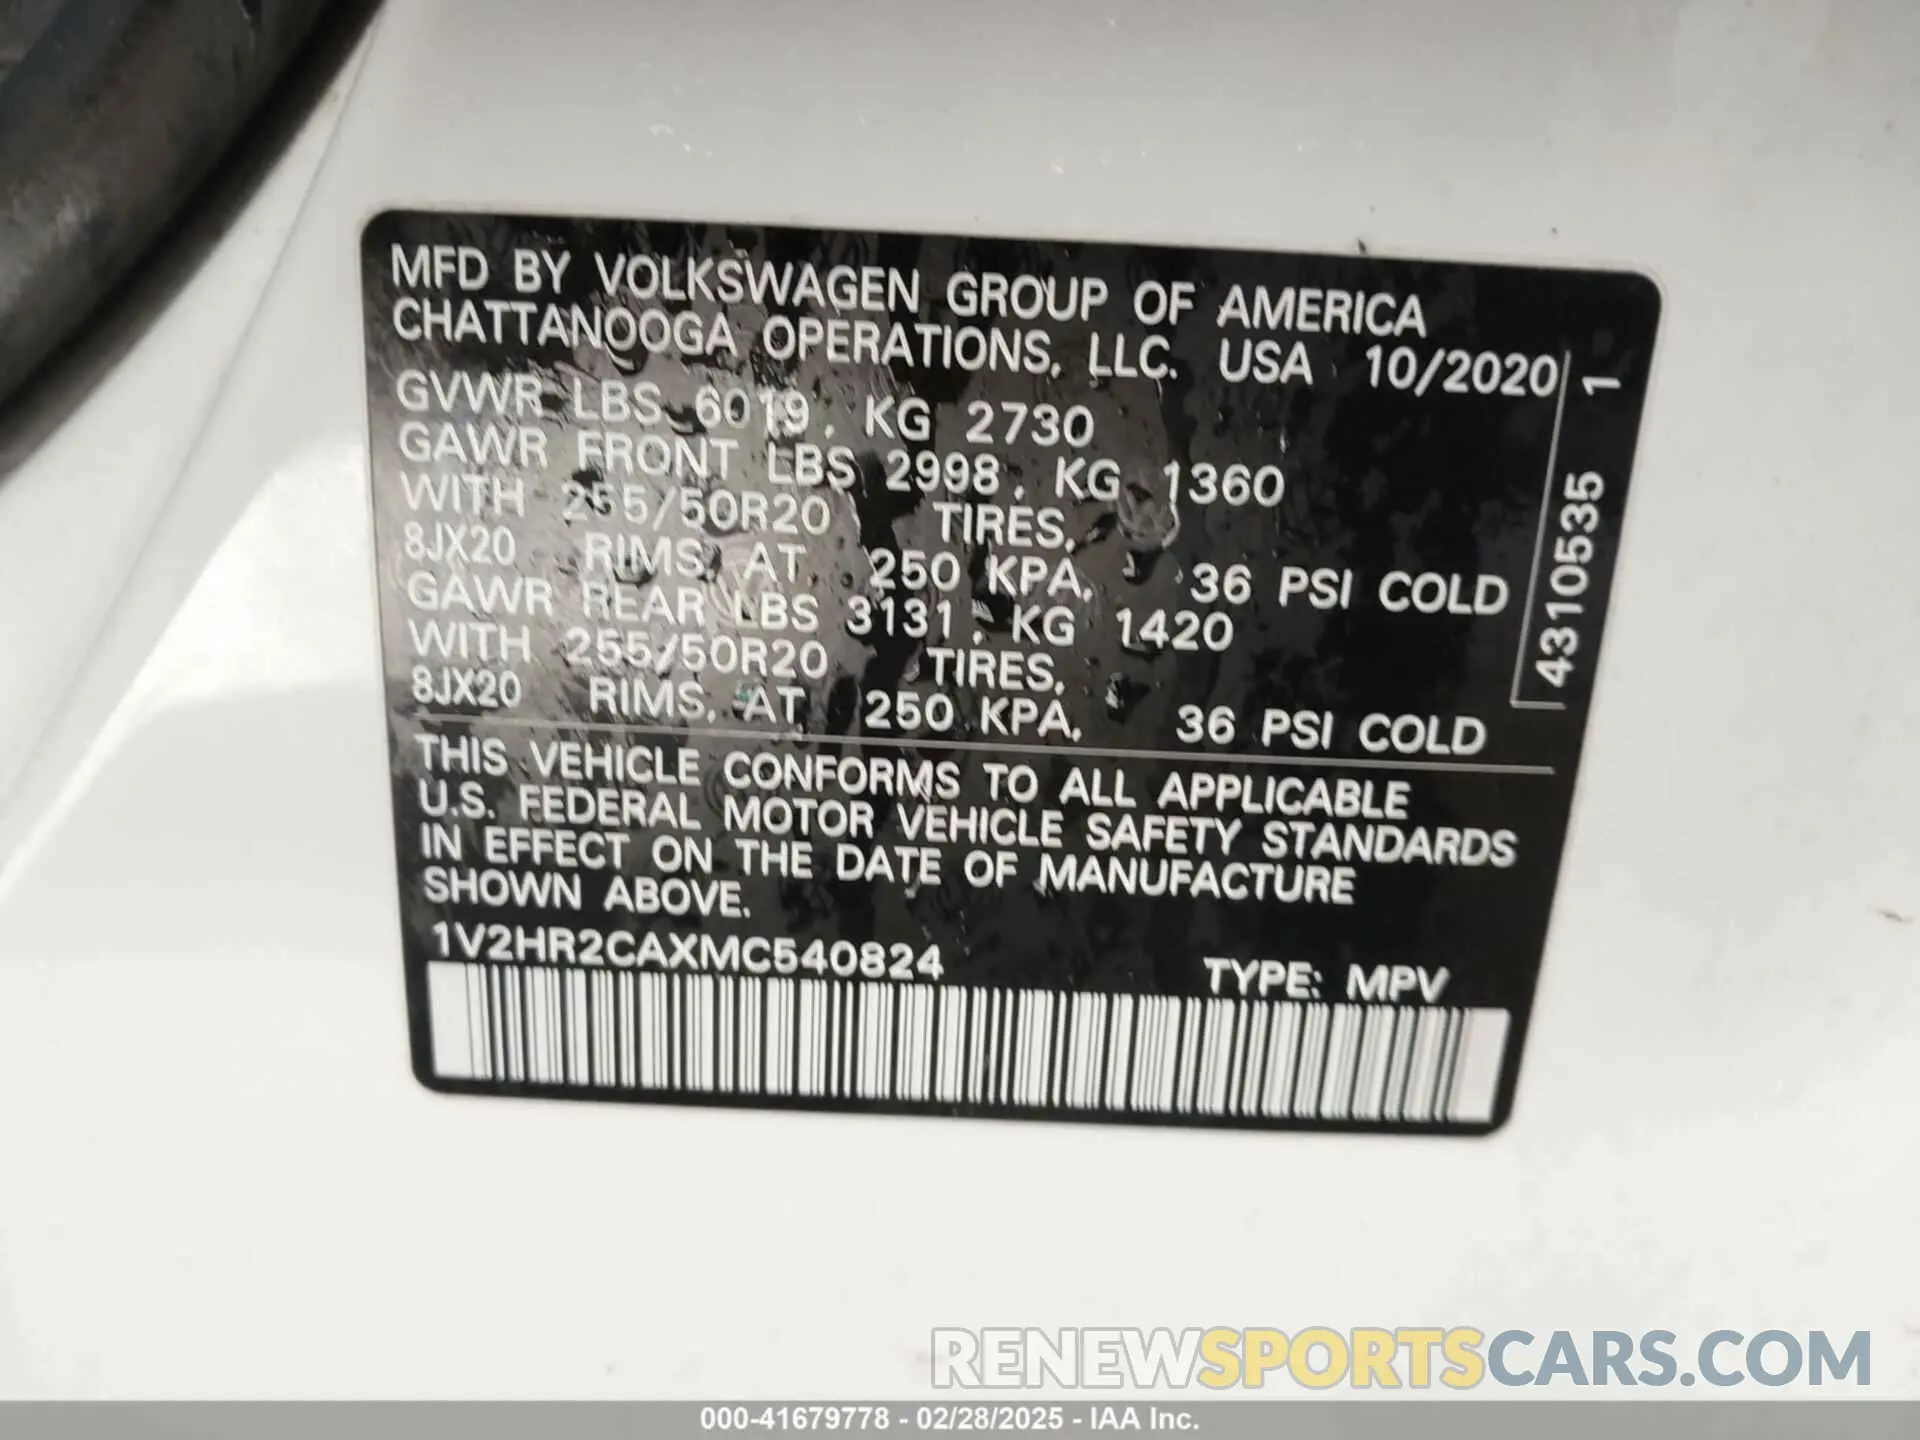 MFD BY VOLKSWAGEN GROUP OF AMERICA
CHATTANOOGA OPERATIONS, LLC. USA 10/2020
GVWR LBS 6019, KG 2730
GAWR FRONT LBS 2998, KG 1360
WITH 255/50R20 TIRES,
8JX20 RIMS, AT 250 KPA, 36 PSI COLD
GAWR REAR LBS 3131, KG 1420
WITH 255/50R20 TIRES,
8JX20 RIMS, AT 250 KPA, 36 PSI COLD
4310535 1
THIS VEHICLE CONFORMS TO ALL APPLICABLE
U.S. FEDERAL MOTOR VEHICLE SAFETY STANDARDS
IN EFFECT ON THE DATE OF MANUFACTURE
SHOWN ABOVE.
1V2HR2CAXMC540824 TYPE: MPV
RENEWSPORTSCARS.COM
000-41679778 - 02/28/2025 - IAA Inc.